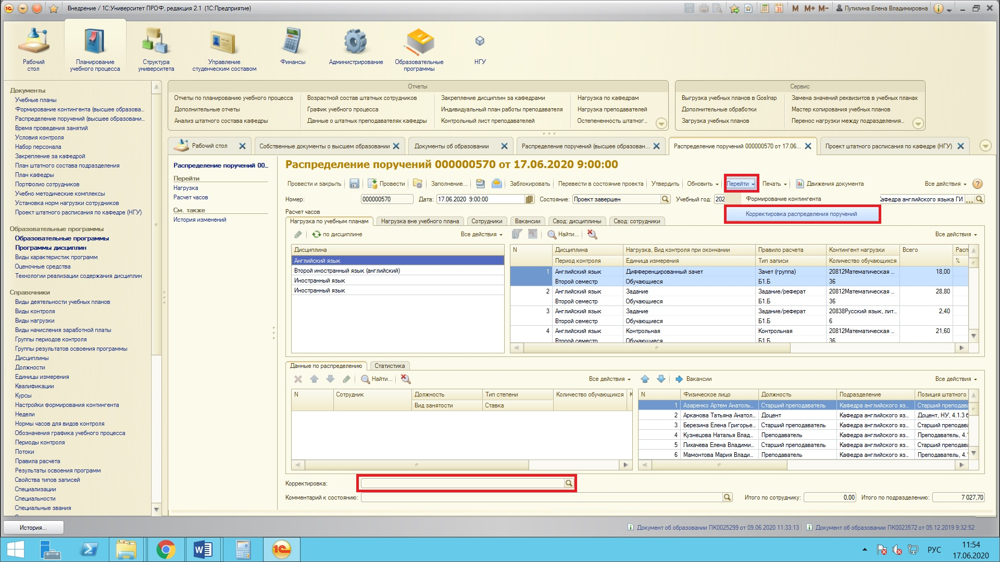 Внедрение / 1С:Университет ПРОФ, редакция 2.1 (1С:Предприятие)
M M+ M- Путилина Елена Владимировна
Рабочий стол
Планирование учебного процесса
Структура университета
Управление студенческим составом
Финансы
Администрирование
Образовательные программы
НГУ
Документы
Учебные планы
Формирование контингента (высшее образова...
Распределение поручений (высшее образовани...
Время проведения занятий
Условия контроля
Набор персонала
Закрепление за кафедрой
План штатного состава подразделения
План кафедры
Портфолио сотрудников
Учебно методические комплексы
Установка норм нагрузки сотрудников
Проект штатного расписания по кафедре (НГУ)
Образовательные программы
Образовательные программы
Программы дисциплин
Виды характеристик программ
Оценочные средства
Технологии реализации содержания дисциплин
Справочники
Виды деятельности учебных планов
Виды контроля
Виды нагрузки
Виды начисления заработной платы
Группы периодов контроля
Группы результатов освоения программы
Дисциплины
Должности
Единицы измерения
Квалификации
Курсы
Настройки формирования контингента
Недели
Нормы часов для видов контроля
Обозначения графика учебного процесса
Периоды контроля
Потоки
Правила расчета
Результаты освоения программ
Свойства типов записей
Специализации
Специальности
Специальные звания
Отчеты
Отчеты по планированию учебного процесса Возрастной состав штатных сотрудников Закрепление дисциплин за кафедрами Нагрузка по кафедрам
Дополнительные отчеты График учебного процесса Индивидуальный план работы преподавателя Нагрузка преподавателей
Анализ штатного состава кафедры Данные о штатных преподавателях кафедры Контрольный лист преподавателей Остепененность штатног...
Сервис
Выгрузка учебных планов в GosInsp Замена значений реквизитов в учебных планах
Дополнительные обработки Мастер копирования учебных планов
Загрузка учебных планов Перенос нагрузки между подразделения...
Рабочий стол Собственные документы о высшем образовании Документы об образовании Распределение поручений (высшее образован... Распределение поручений 000000570 от 17.06... Проект штатного расписания по кафедре (НГУ)
Распределение поручений 00...
Перейти
Нагрузка
Расчет часов
См. также
История изменений
Распределение поручений 000000570 от 17.06.2020 9:00:00
Провести и закрыть Провести Заполнение... Заблокировать Перевести в состояние проекта Утвердить Обновить Перейти Печать Движения документа Все действия
Номер: 000000570 Дата: 17.06.2020 9:00:00 Состояние: Проект завершен Учебный год: 202 Кафедра английского языка ГИ ...
Формирование контингента
Корректировка распределения поручений
Расчет часов
Нагрузка по учебным планам Нагрузка вне учебного плана Сотрудники Вакансии Свод: дисциплины Свод: сотрудники
по дисциплине Все действия Найти... Все действия
Дисциплина
Английский язык
Второй иностранный язык (английский)
Иностранный язык
Иностранный язык
N Дисциплина Нагрузка, Вид контроля при окончании Правило расчета Контингент нагрузки Всего Расп
Период контроля Единица измерения Тип записи Количество обучающихся %
1 Английский язык Дифференцированный зачет Зачет (группа) 20812Математическая ... 18,00
Второй семестр Обучающиеся Б1.Б 36
2 Английский язык Задание Задание/реферат 20812Математическая ... 28,80
Второй семестр Обучающиеся Б1.Б 36
3 Английский язык Задание Задание/реферат 20838Русский язык, лит... 2,40
Второй семестр Обучающиеся Б1.Б 6
4 Английский язык Контрольная Контрольная 20812Математическая ... 21,60
Второй семестр Обучающиеся Б1.Б 36
Данные по распределению Статистика
Найти... Все действия Вакансии Все действия
N Сотрудник Должность Тип степени Количество обучающихся К
Вид занятости Ставка
N Физическое лицо Должность Подразделение Позиция штатного
1 Азаренко Артем Анатоль... Старший преподаватель Кафедра английского яз... Старший преподава
2 Арканова Татьяна Анатол... Доцент Кафедра английского яз... Доцент, НУ, 4.1.3 б
3 Березина Елена Григорье... Старший преподаватель Кафедра английского яз... Старший преподава
4 Кузнецова Наталья Влад... Преподаватель Кафедра английского яз... Преподаватель, 4.
5 Лихачева Елена Владими... Старший преподаватель Кафедра английского яз... Старший преподава
6 Мамонтова Мария Влади... Преподаватель Кафедра английского яз... Преподаватель, 4.
Корректировка:
Комментарий к состоянию: Итого по сотруднику: 0,00 Итого по подразделению: 7 027,70
История... Документ об образовании ПК0025299 от 09.06.2020 11:33:13 Документ об образовании ПК0023572 от 05.12.2019 9:32:52
РУС 11:54
17.06.2020